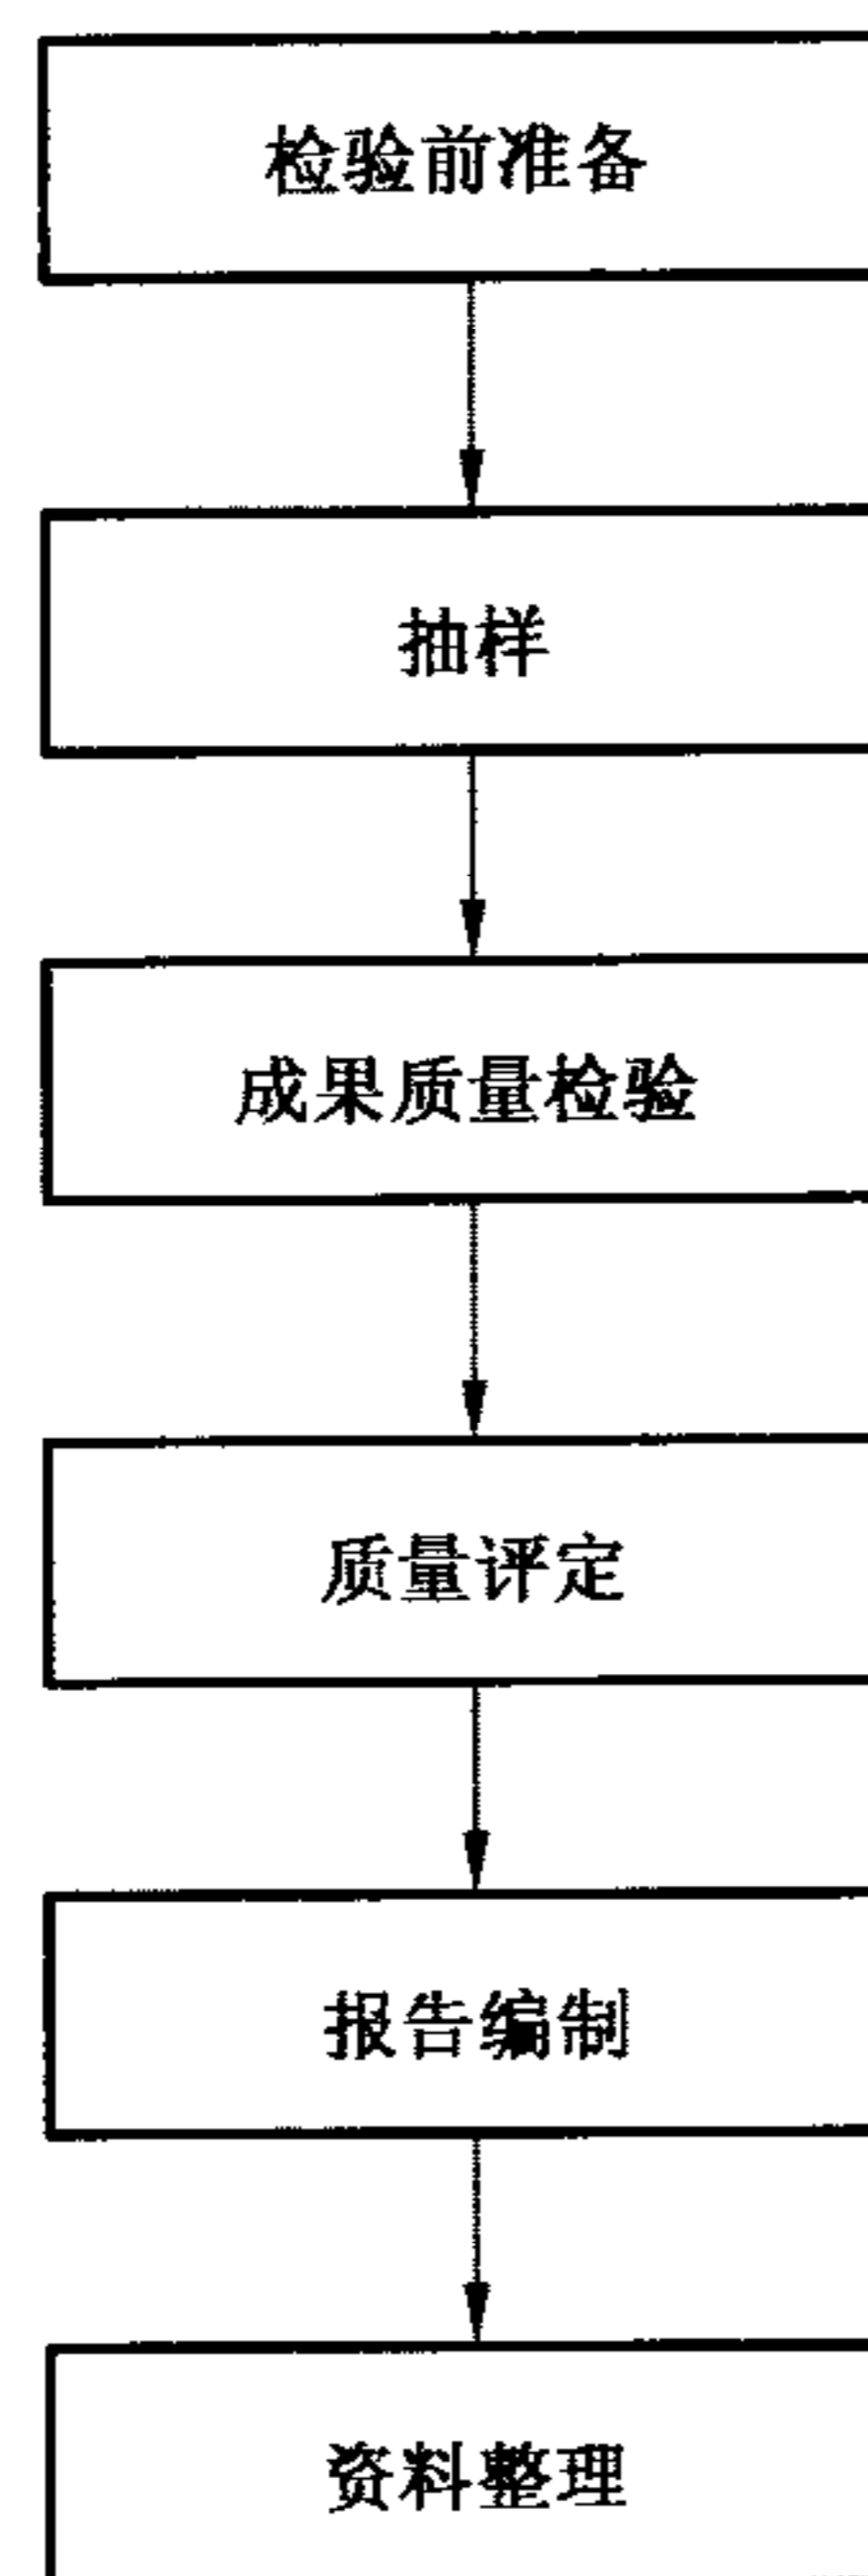 检验前准备
抽样
成果质量检验
质量评定
报告编制
资料整理